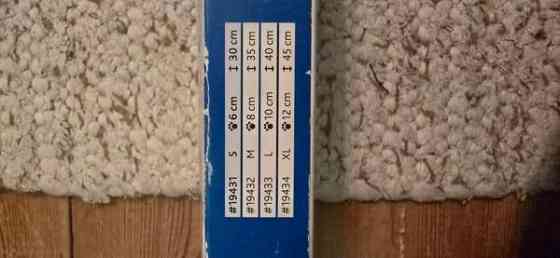 #19431 S 🐾 6 cm ↕ 30 cm
#19432 M 🐾 8 cm ↕ 35 cm
#19433 L 🐾 10 cm ↕ 40 cm
#19434 XL 🐾 12 cm ↕ 45 cm